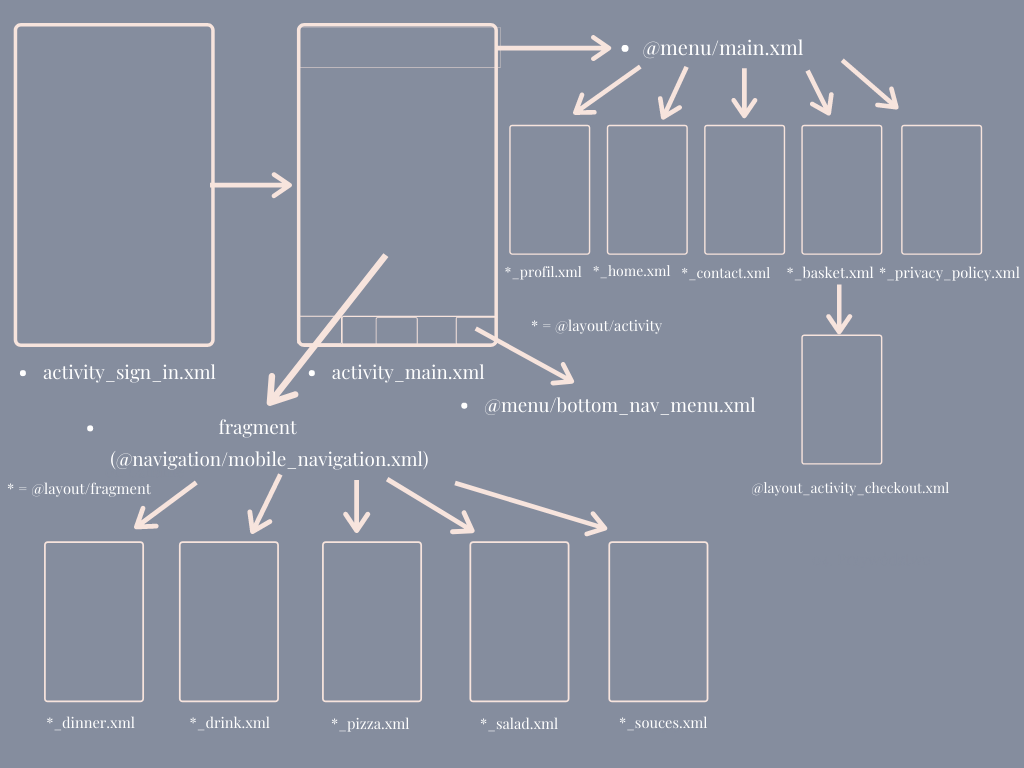 • @menu/main.xml
*_profil.xml
*_home.xml
*_contact.xml
*_basket.xml
*_privacy_policy.xml
* = @layout/activity
• activity_sign_in.xml
• activity_main.xml
• @menu/bottom_nav_menu.xml
• fragment
(@navigation/mobile_navigation.xml)
* = @layout/fragment
@layout_activity_checkout.xml
*_dinner.xml
*_drink.xml
*_pizza.xml
*_salad.xml
*_souces.xml